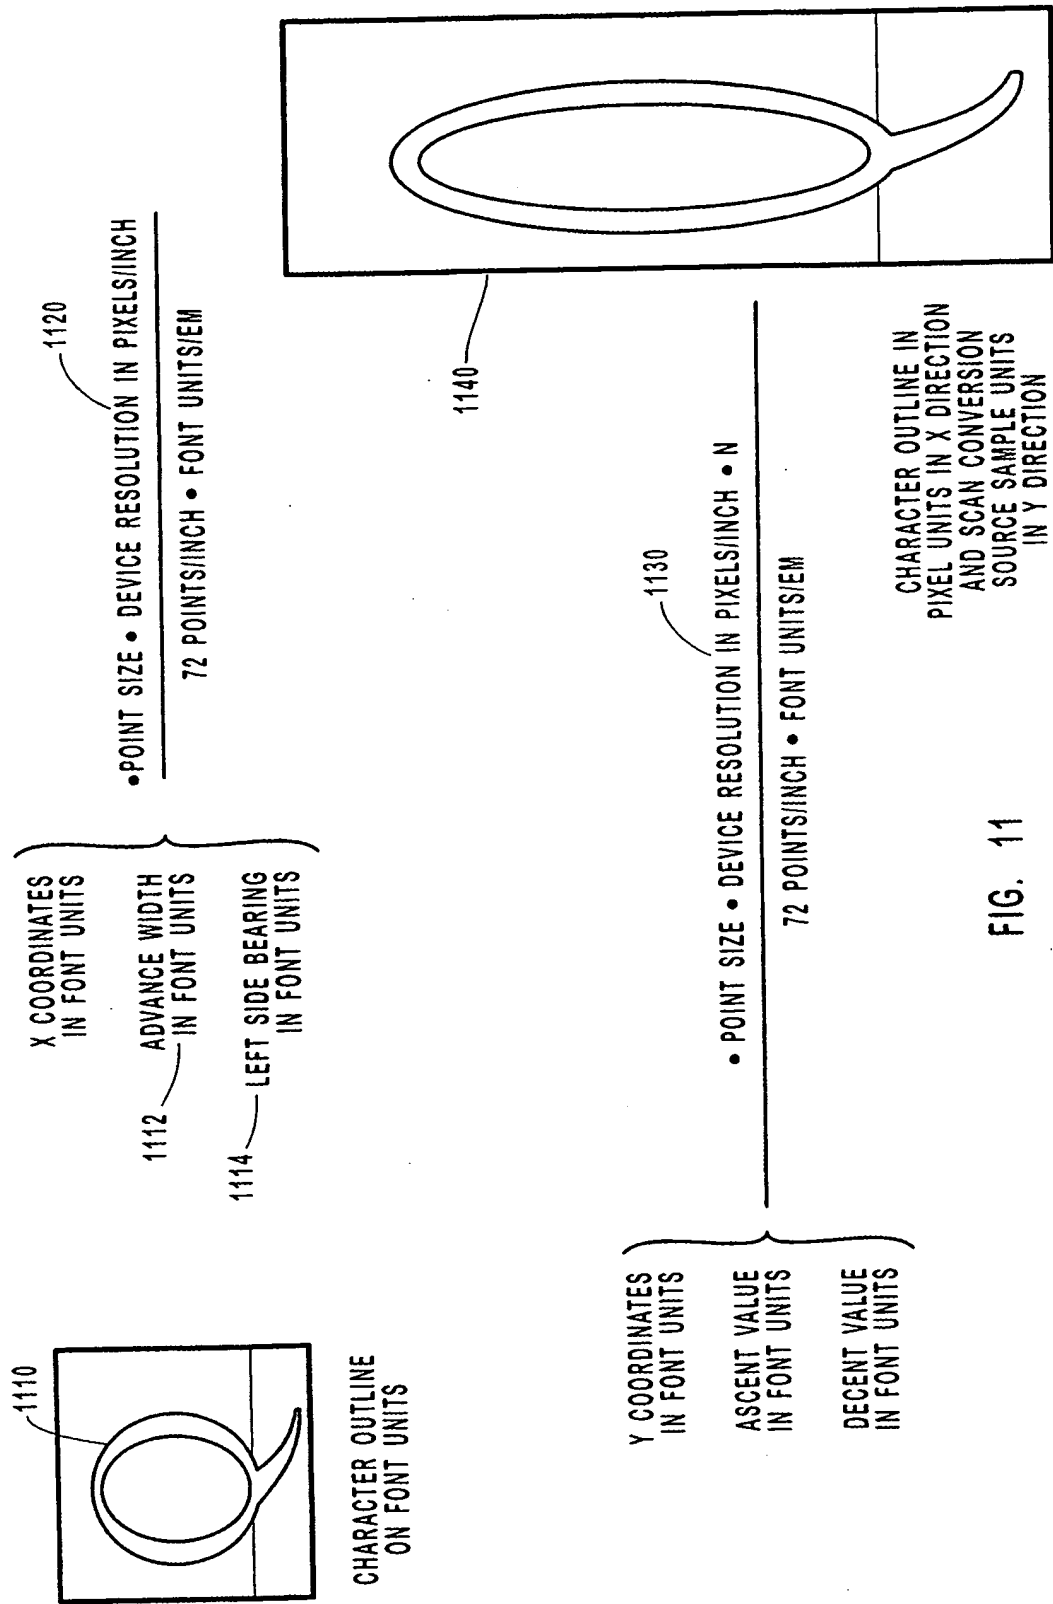 1110
CHARACTER OUTLINE
ON FONT UNITS
X COORDINATES
IN FONT UNITS
1112
ADVANCE WIDTH
IN FONT UNITS
1114
LEFT SIDE BEARING
IN FONT UNITS
1120
•POINT SIZE • DEVICE RESOLUTION IN PIXELS/INCH
72 POINTS/INCH • FONT UNITS/EM
Y COORDINATES
IN FONT UNITS
ASCENT VALUE
IN FONT UNITS
DECENT VALUE
IN FONT UNITS
1130
• POINT SIZE • DEVICE RESOLUTION IN PIXELS/INCH • N
72 POINTS/INCH • FONT UNITS/EM
1140
CHARACTER OUTLINE IN
PIXEL UNITS IN X DIRECTION
AND SCAN CONVERSION
SOURCE SAMPLE UNITS
IN Y DIRECTION
FIG. 11